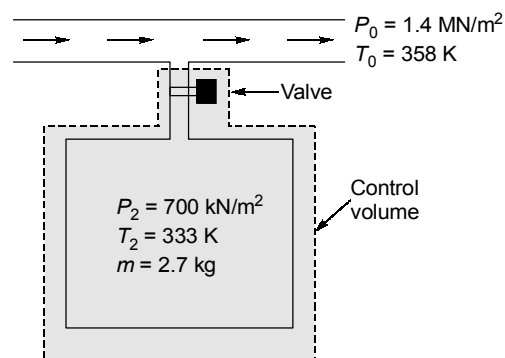 P₀ = 1.4 MN/m²
T₀ = 358 K
Valve
Control
volume
P₂ = 700 kN/m²
T₂ = 333 K
m = 2.7 kg